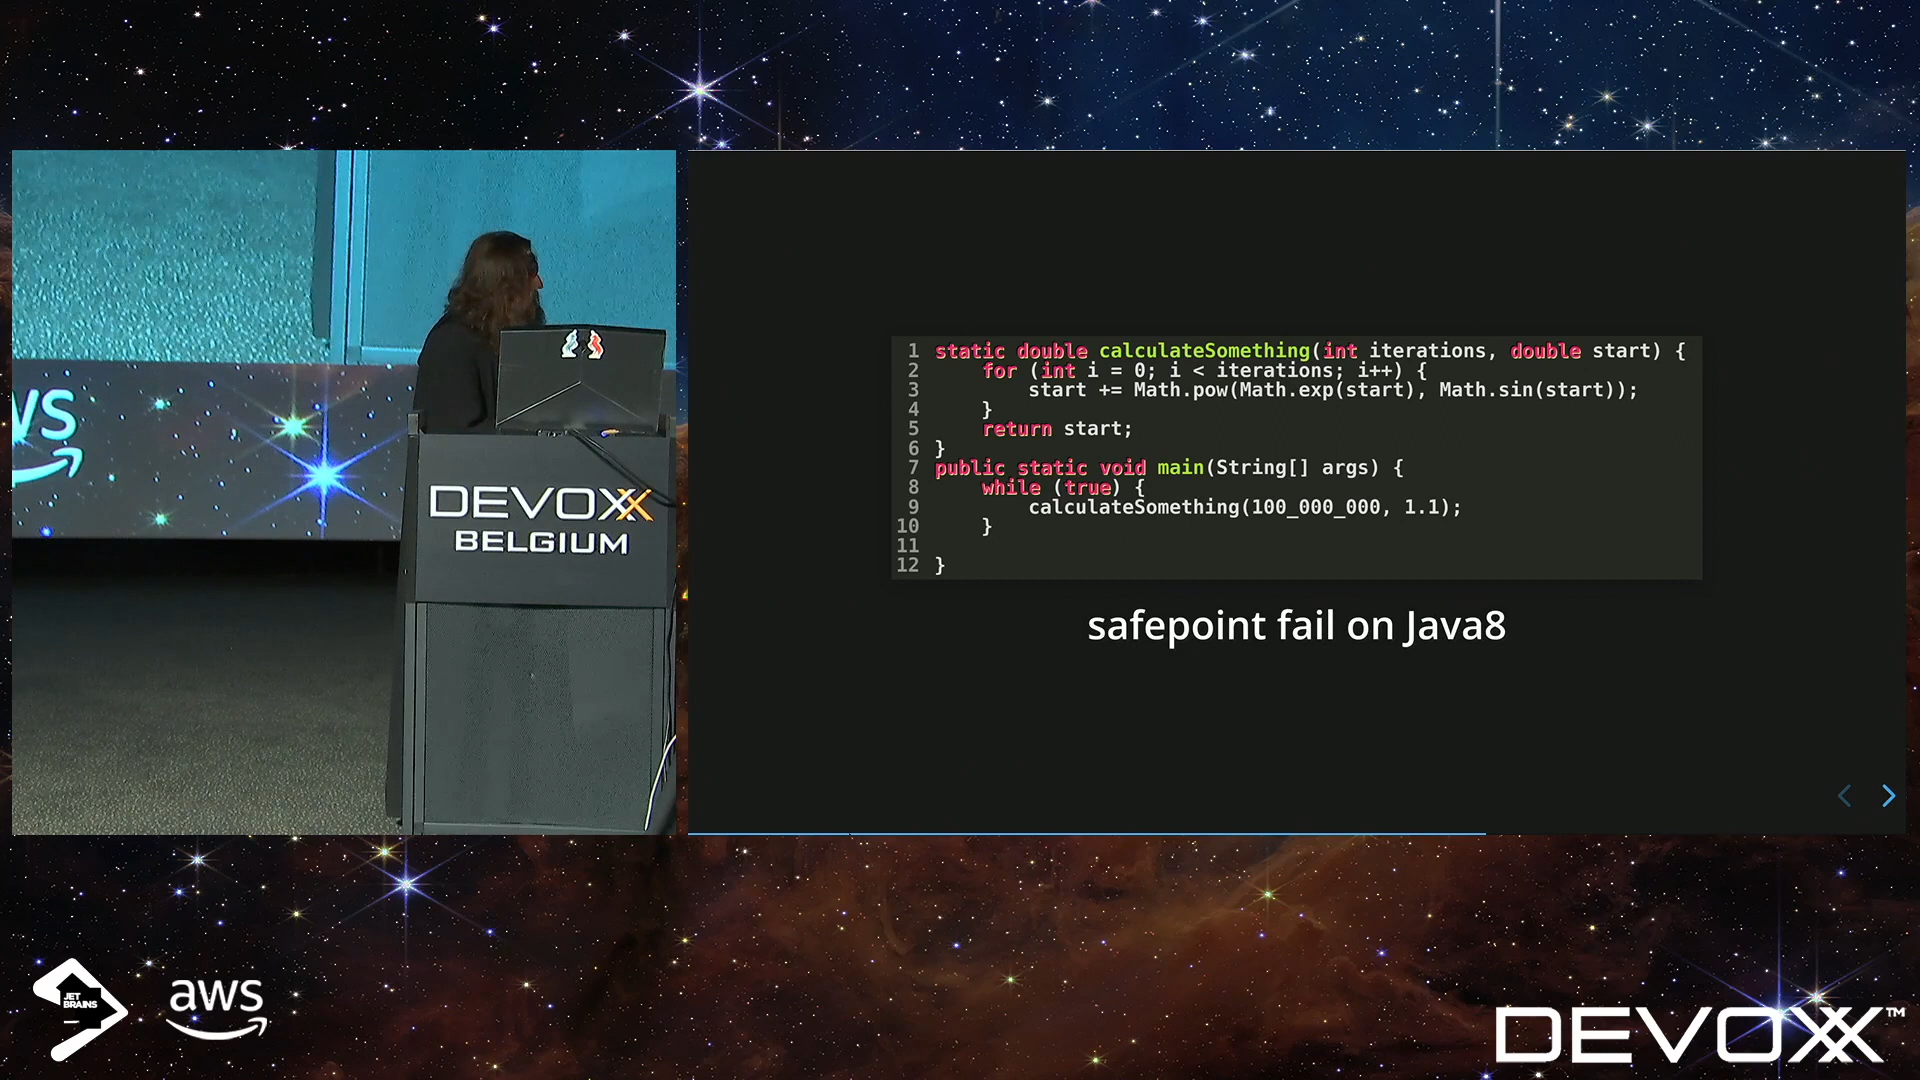 1 static double calculateSomething(int iterations, double start) {
2     for (int i = 0; i < iterations; i++) {
3         start += Math.pow(Math.exp(start), Math.sin(start));
4     }
5     return start;
6 }
7 public static void main(String[] args) {
8     while (true) {
9         calculateSomething(100_000_000, 1.1);
10     }
11
12 }
safepoint fail on Java8
WS
DEVOXX
BELGIUM
JET
BRAINS
aws
DEVOXX™